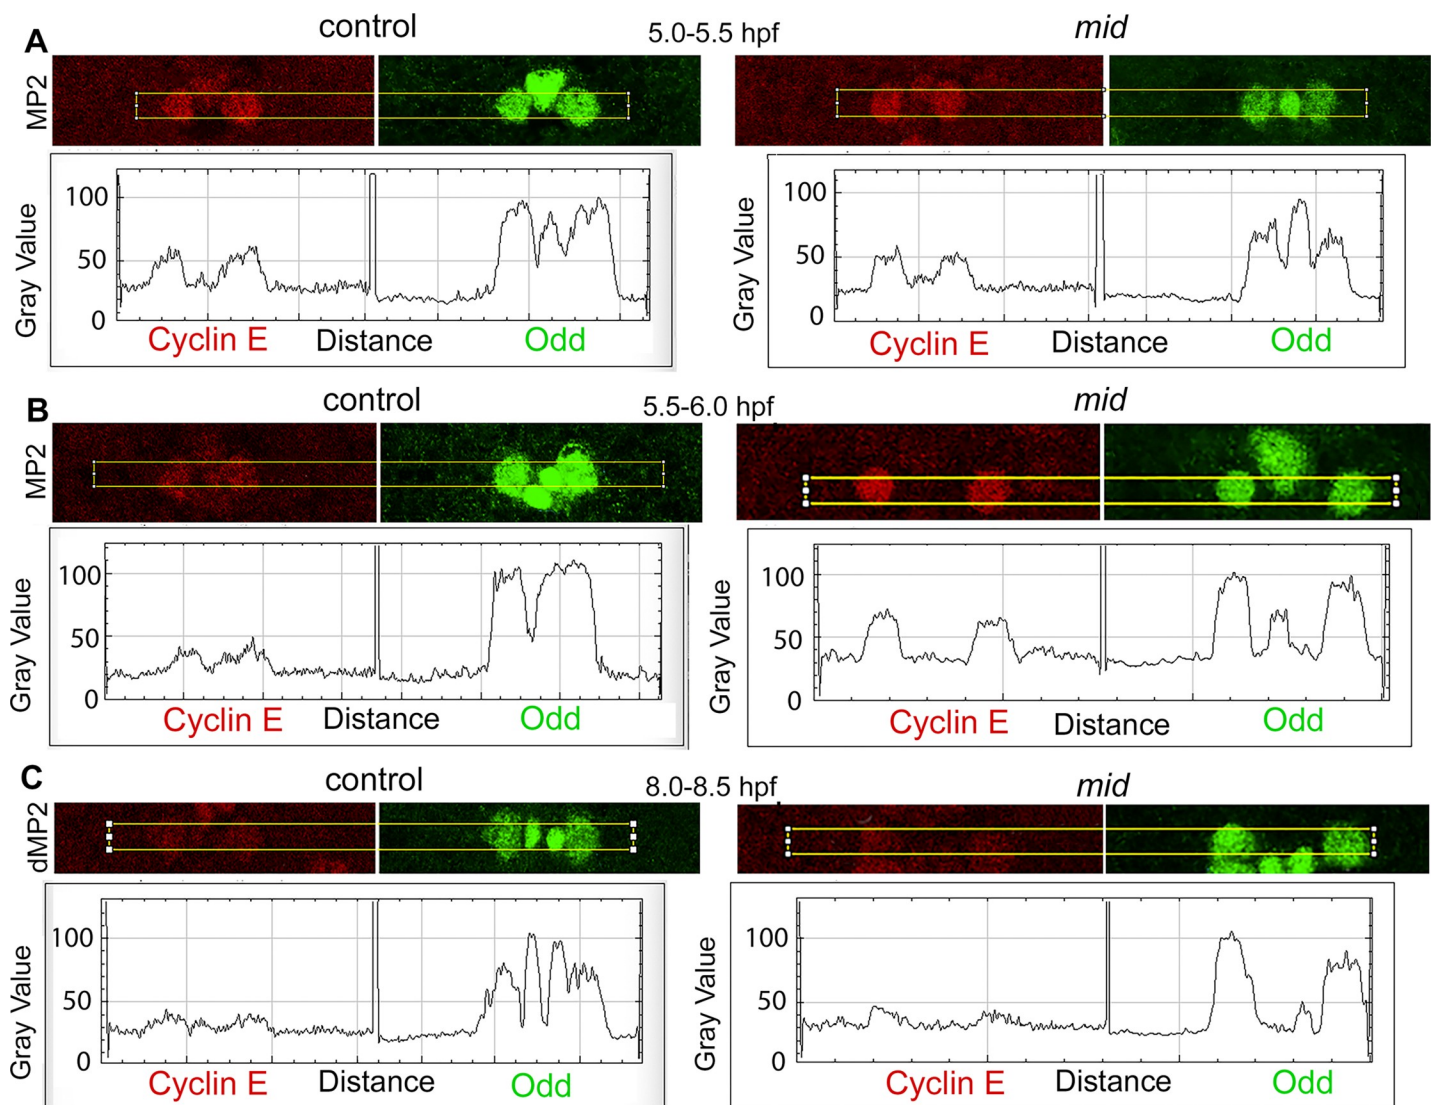 A control 5.0-5.5 hpf mid
MP2
100 100
50 50
0 0
Gray Value Gray Value
Cyclin E Distance Odd Cyclin E Distance Odd
B control 5.5-6.0 hpf mid
MP2
100 100
50 50
0 0
Gray Value Gray Value
Cyclin E Distance Odd Cyclin E Distance Odd
C control 8.0-8.5 hpf mid
dMP2
100 100
50 50
0 0
Gray Value Gray Value
Cyclin E Distance Odd Cyclin E Distance Odd